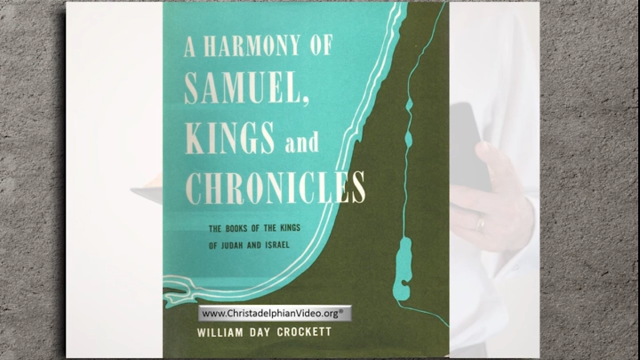 A HARMONY OF
SAMUEL,
KINGS and
CHRONICLES
THE BOOKS OF THE KINGS
OF JUDAH AND ISRAEL
www.ChristadelphianVideo.org®
WILLIAM DAY CROCKETT